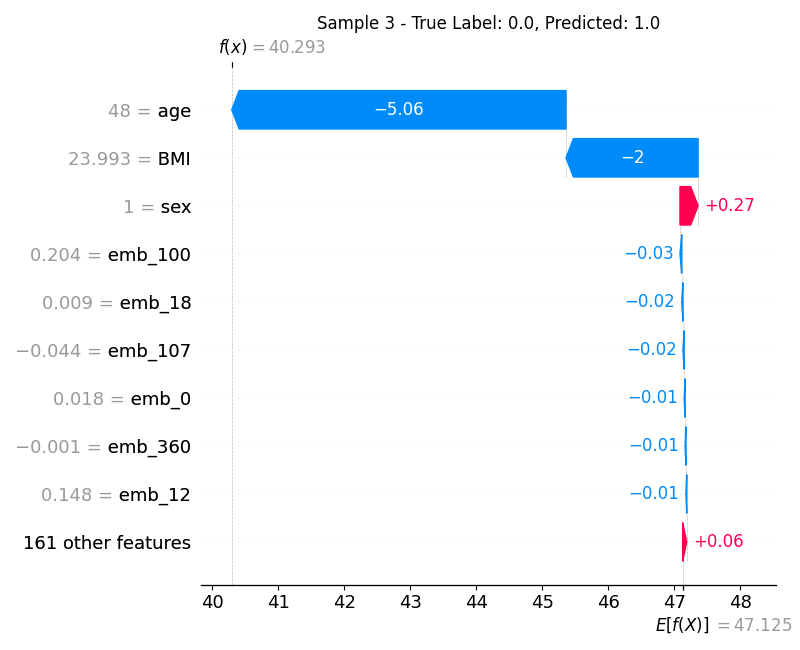 Sample 3 - True Label: 0.0, Predicted: 1.0
f(x) = 40.293
48 = age −5.06
23.993 = BMI −2
1 = sex +0.27
0.204 = emb_100 −0.03
0.009 = emb_18 −0.02
−0.044 = emb_107 −0.02
0.018 = emb_0 −0.01
−0.001 = emb_360 −0.01
0.148 = emb_12 −0.01
161 other features +0.06
40 41 42 43 44 45 46 47 48
E[f(X)] = 47.125